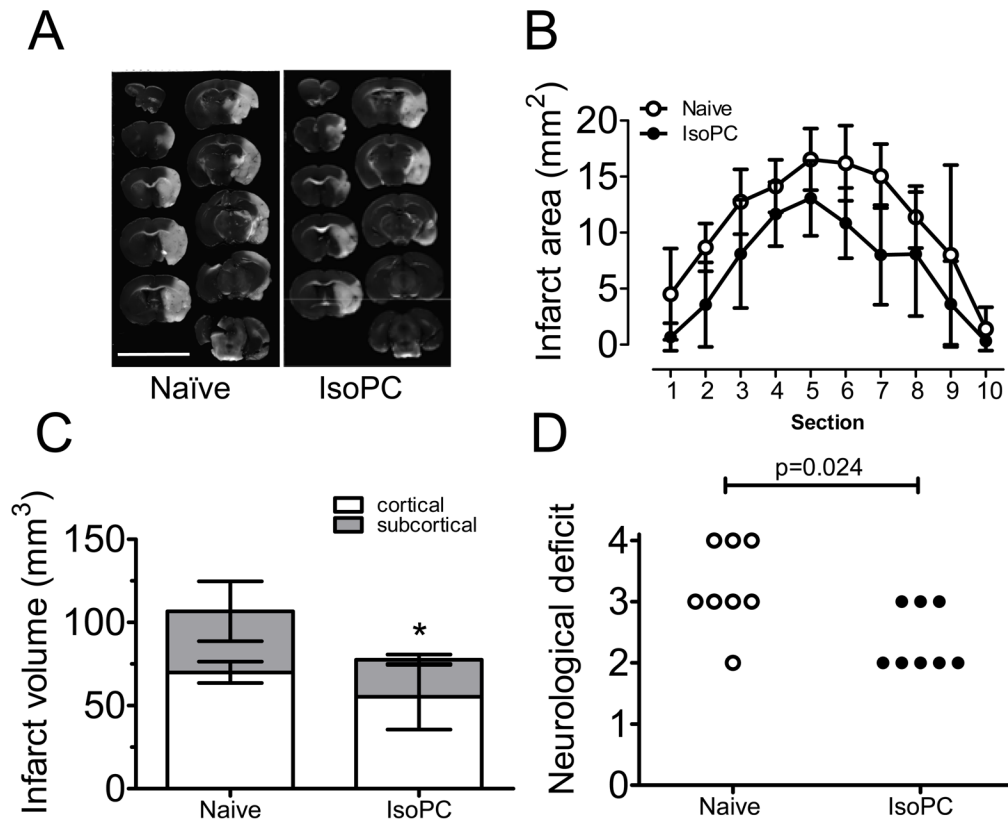 A
Naïve
IsoPC
B
Infarct area (mm²)
20
15
10
5
0
Naive
IsoPC
1 2 3 4 5 6 7 8 9 10
Section
C
Infarct volume (mm³)
150
100
50
0
cortical
subcortical
*
Naive
IsoPC
D
Neurological deficit
p=0.024
4
3
2
1
0
Naive
IsoPC